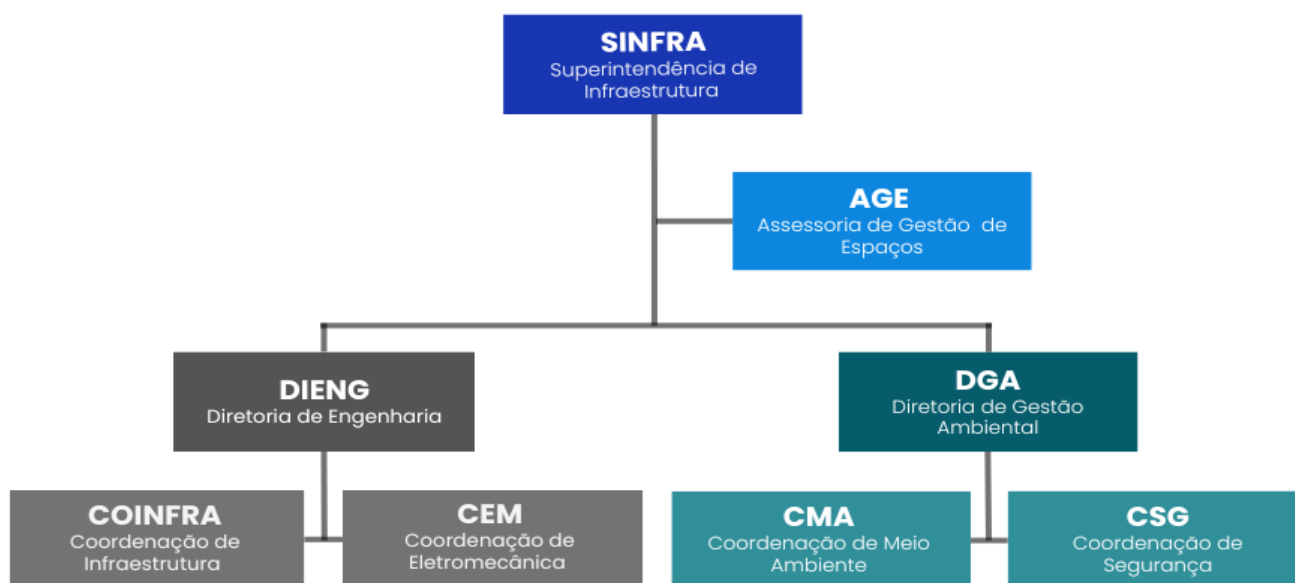 SINFRA
Superintendência de
Infraestrutura
AGE
Assessoria de Gestão de
Espaços
DIENG
Diretoria de Engenharia
DGA
Diretoria de Gestão
Ambiental
COINFRA
Coordenação de
Infraestrutura
CEM
Coordenação de
Eletromecânica
CMA
Coordenação de Meio
Ambiente
CSG
Coordenação de
Segurança